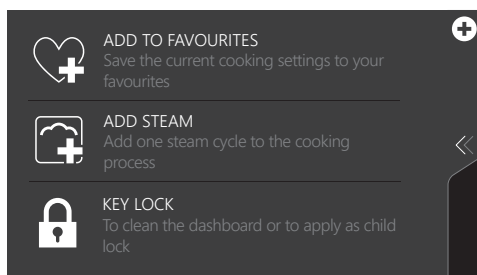 ADD TO FAVOURITES
Save the current cooking settings to your
favourites
ADD STEAM
Add one steam cycle to the cooking
process
KEY LOCK
To clean the dashboard or to apply as child
lock